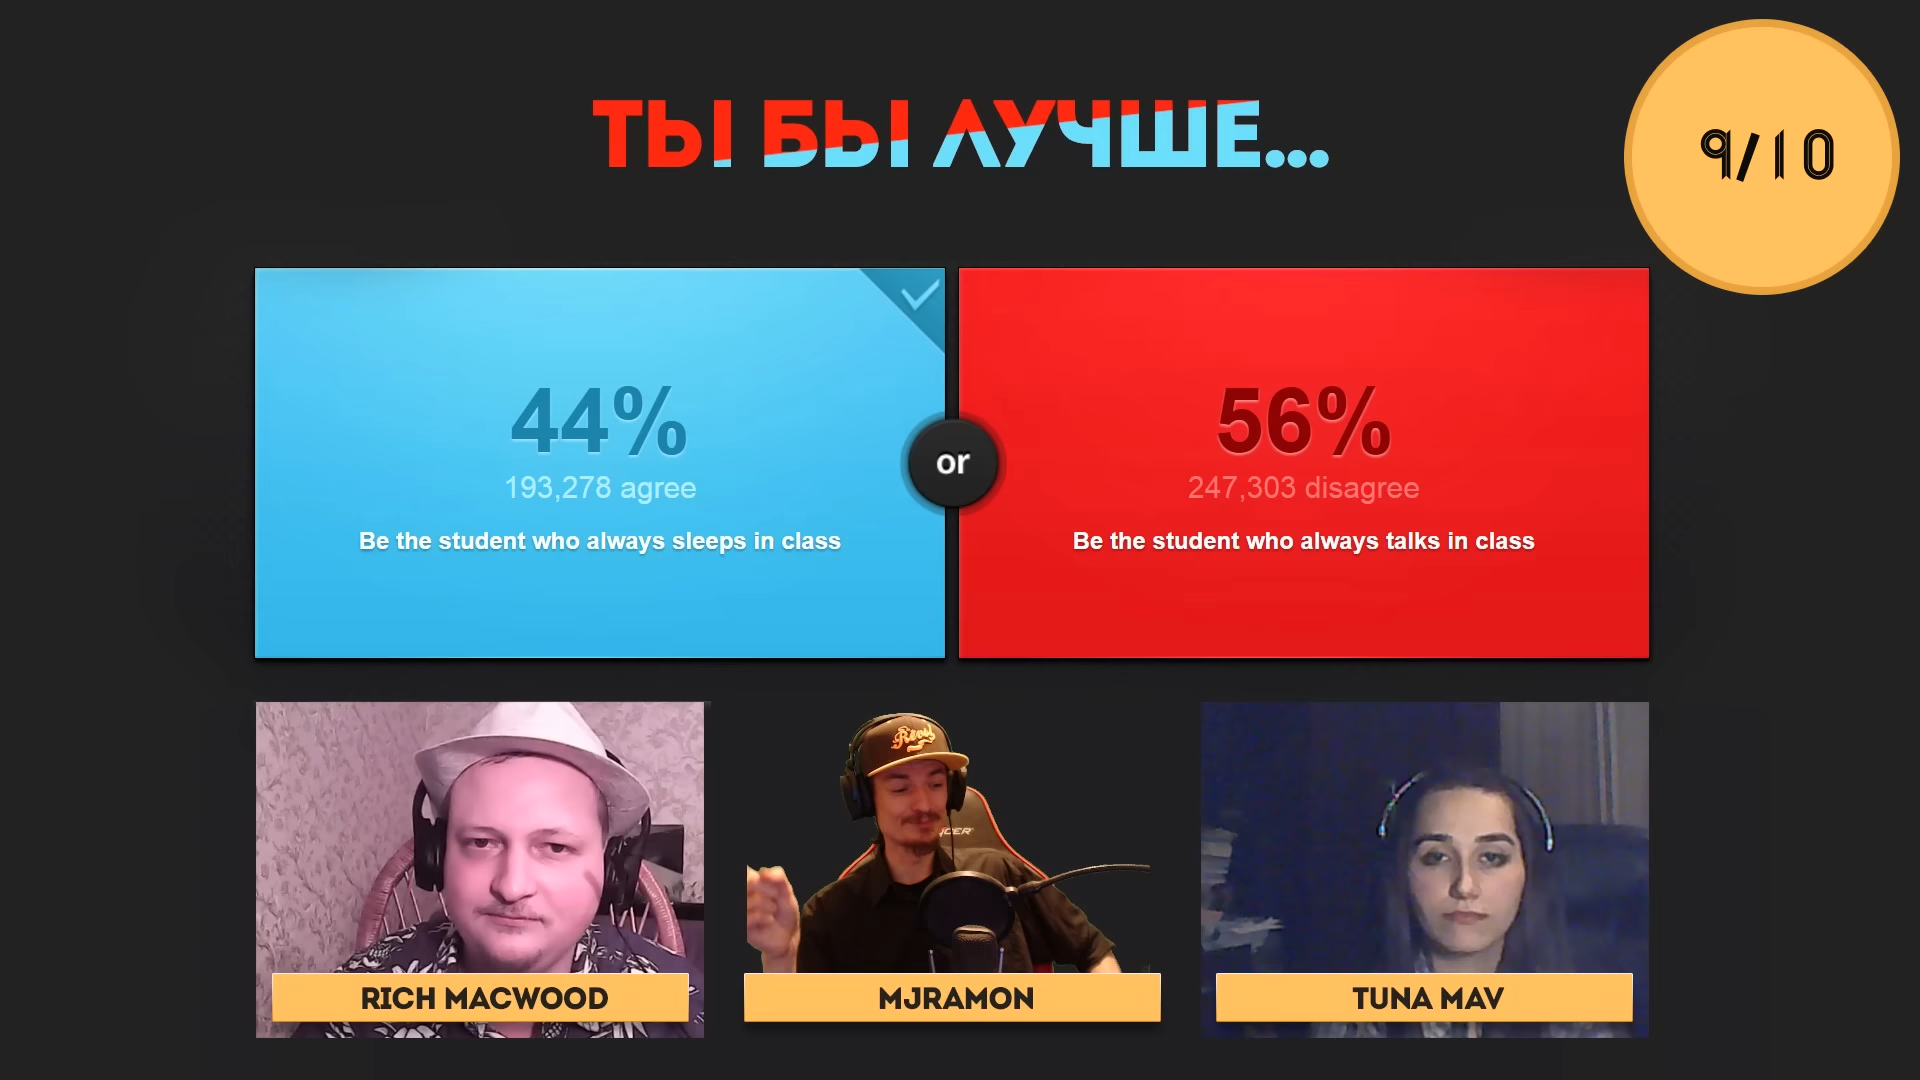 ТЫ БЫ ЛУЧШЕ...
9/10
44%
193,278 agree
Be the student who always sleeps in class
or
56%
247,303 disagree
Be the student who always talks in class
RICH MACWOOD
MJRAMON
TUNA MAV